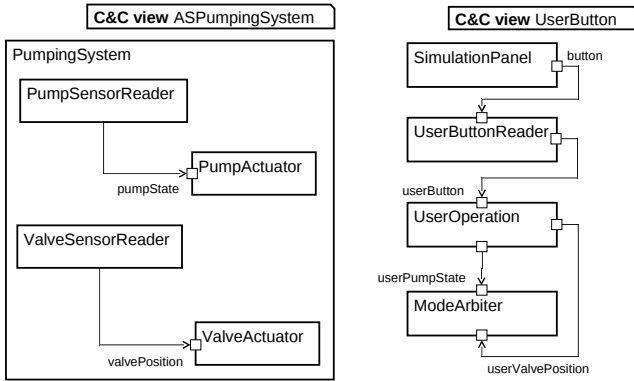 C&C view ASPumpingSystem
PumpingSystem
PumpSensorReader
PumpActuator
pumpState
ValveSensorReader
ValveActuator
valvePosition
C&C view UserButton
SimulationPanel
button
UserButtonReader
userButton
UserOperation
userPumpState
ModeArbiter
userValvePosition